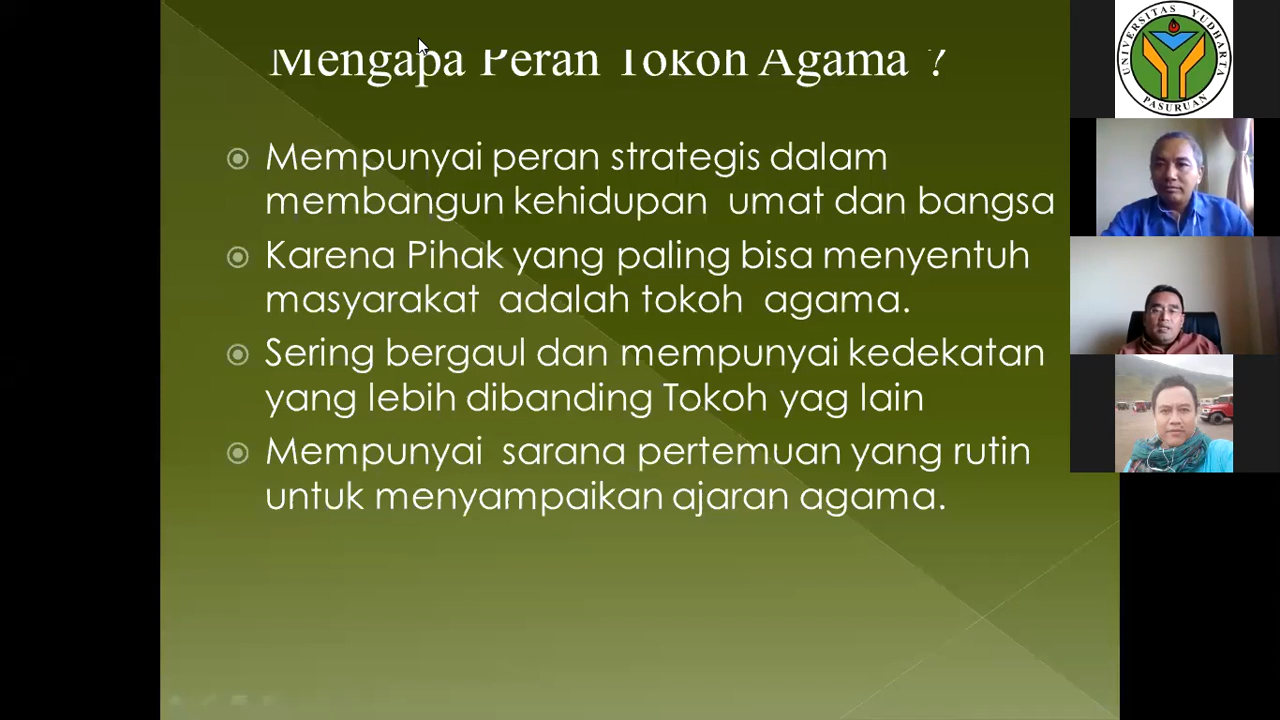 Mengapa Peran Tokoh Agama ?
Mempunyai peran strategis dalam
membangun kehidupan umat dan bangsa
Karena Pihak yang paling bisa menyentuh
masyarakat adalah tokoh agama.
Sering bergaul dan mempunyai kedekatan
yang lebih dibanding Tokoh yag lain
Mempunyai sarana pertemuan yang rutin
untuk menyampaikan ajaran agama.
UNIVERSITAS YUDHARTA
PASURUAN